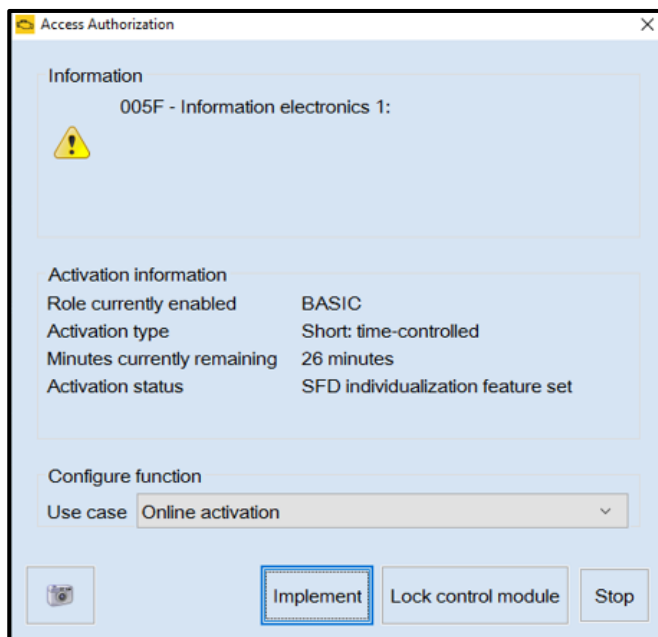 Access Authorization
Information
005F - Information electronics 1:
Activation information
Role currently enabled BASIC
Activation type Short: time-controlled
Minutes currently remaining 26 minutes
Activation status SFD individualization feature set
Configure function
Use case Online activation
Implement Lock control module Stop